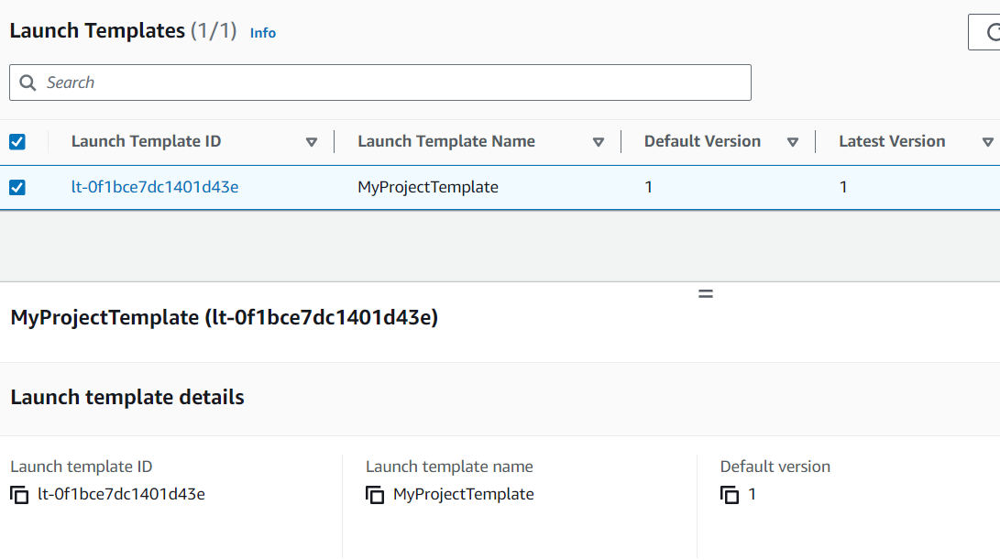 Launch Templates (1/1) Info
Search
Launch Template ID Launch Template Name Default Version Latest Version
lt-0f1bce7dc1401d43e MyProjectTemplate 1 1
MyProjectTemplate (lt-0f1bce7dc1401d43e)
Launch template details
Launch template ID Launch template name Default version
lt-0f1bce7dc1401d43e MyProjectTemplate 1